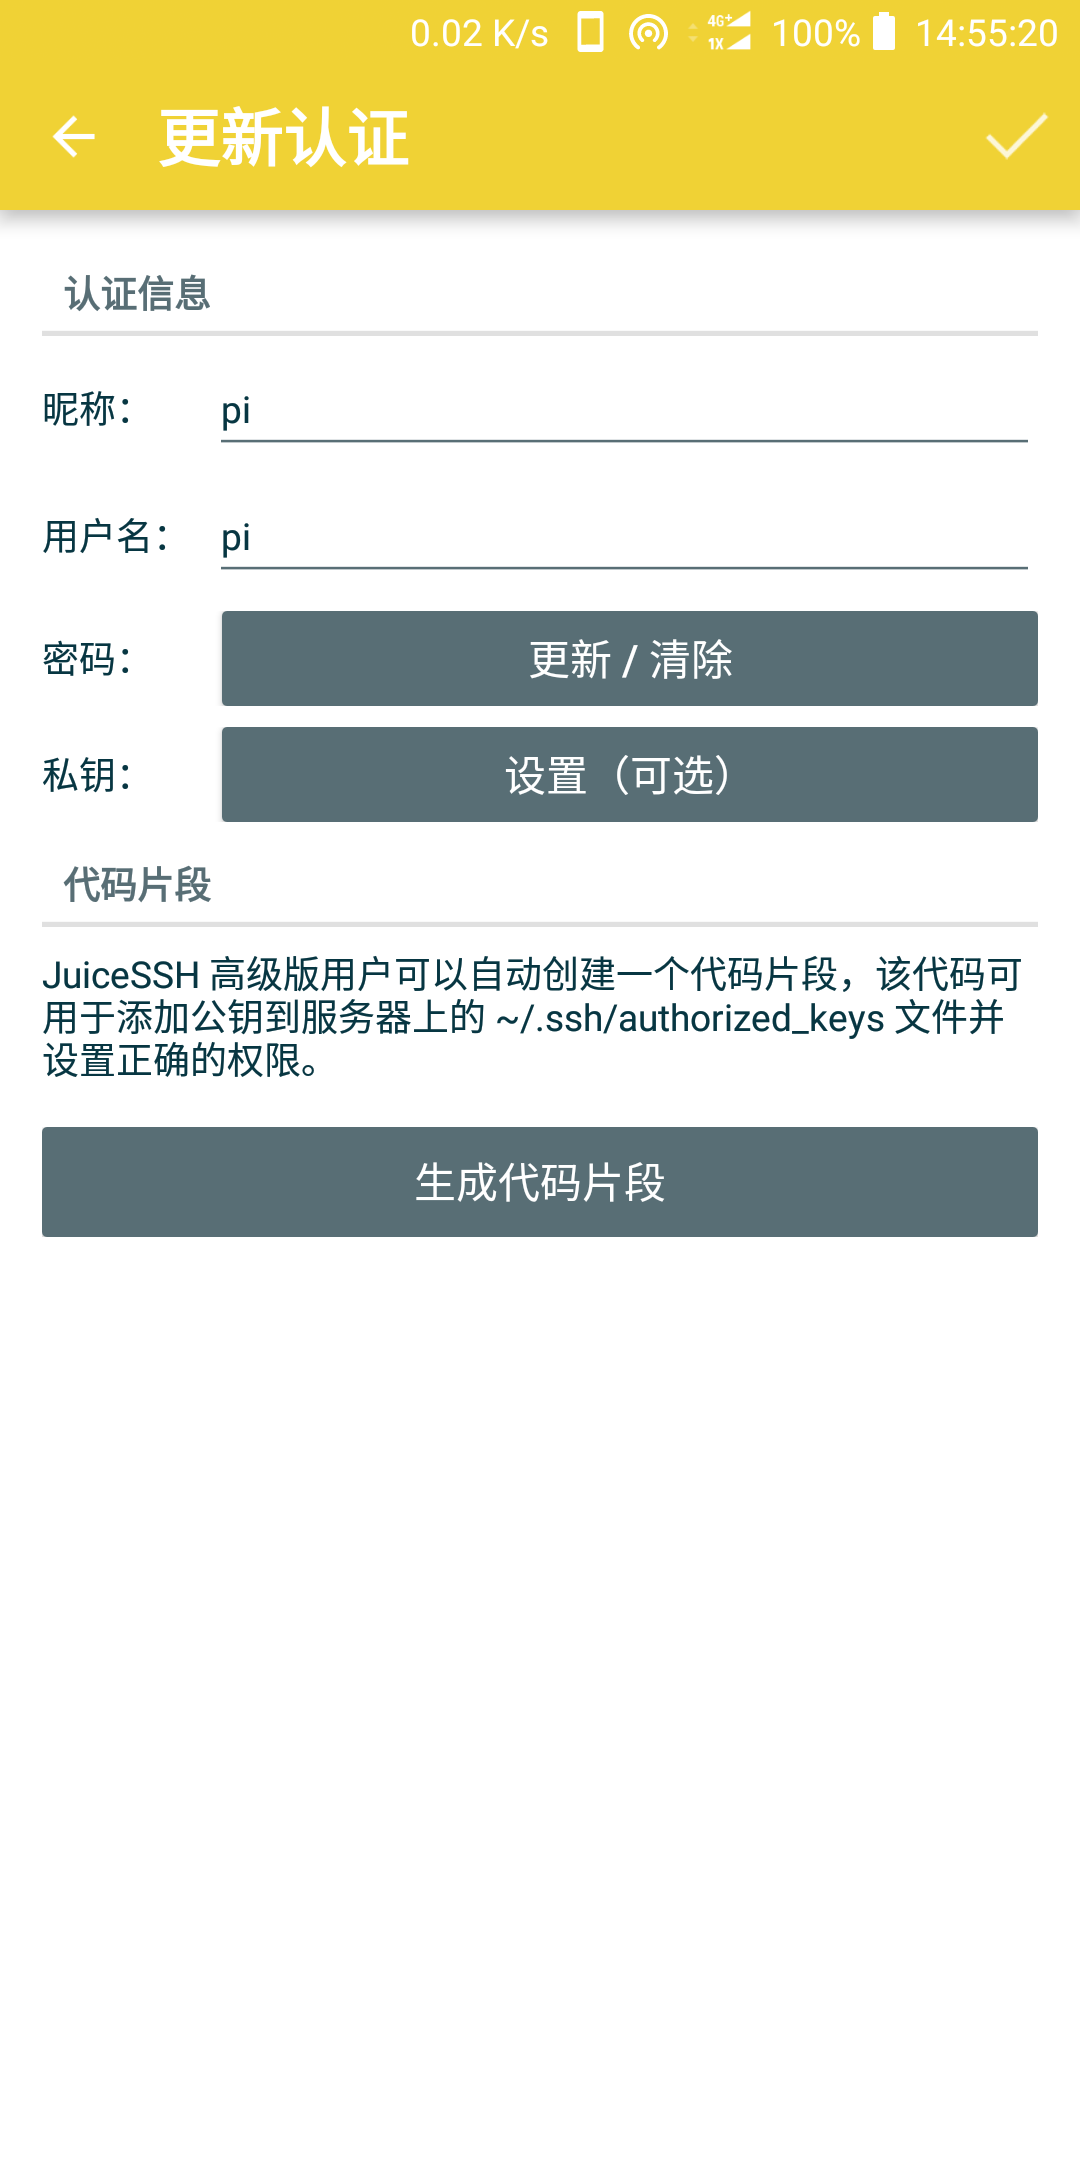 0.02 K/s 4G+ 1X 100% 14:55:20
更新认证
认证信息
昵称： pi
用户名： pi
密码： 更新 / 清除
私钥： 设置（可选）
代码片段
JuiceSSH 高级版用户可以自动创建一个代码片段，该代码可
用于添加公钥到服务器上的 ~/.ssh/authorized_keys 文件并
设置正确的权限。
生成代码片段